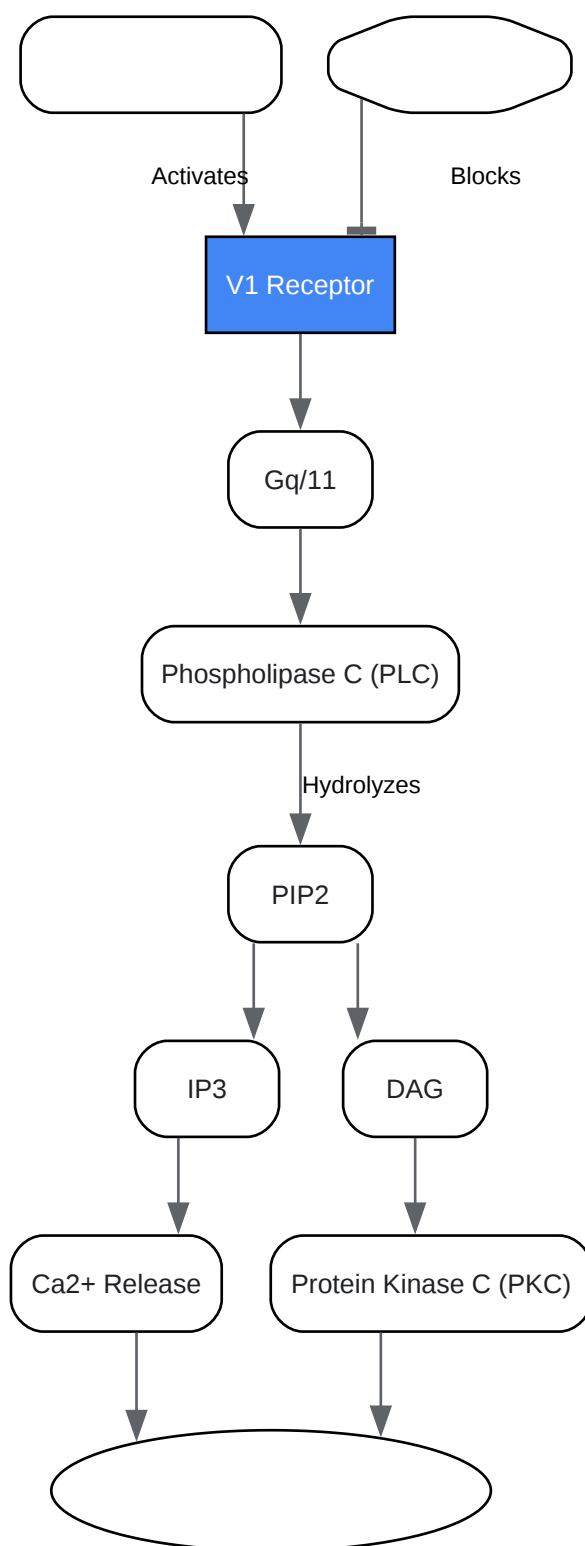 Activates
Blocks
V1 Receptor
Gq/11
Phospholipase C (PLC)
Hydrolyzes
PIP2
IP3
DAG
Ca2+ Release
Protein Kinase C (PKC)